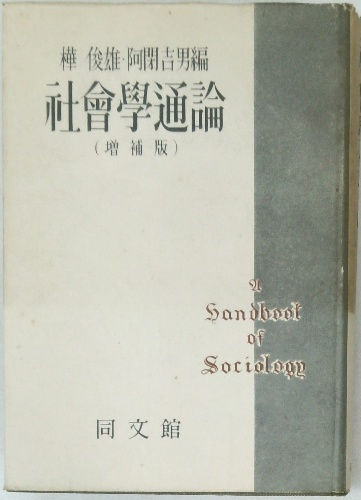 樺 俊雄・阿閉吉男編
社會學通論
(増補版)
A
Handbook
of
Sociology
同文館